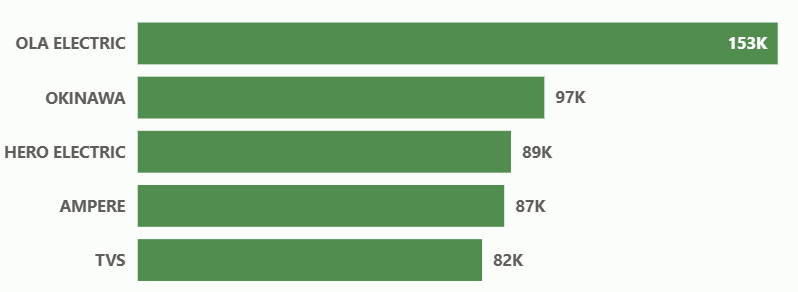 OLA ELECTRIC 153K
OKINAWA 97K
HERO ELECTRIC 89K
AMPERE 87K
TVS 82K